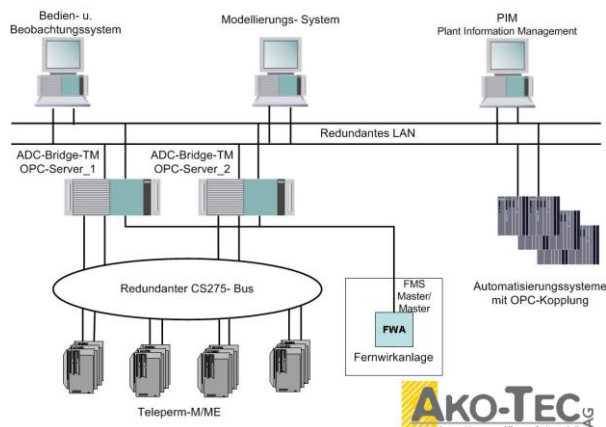 Bedien- u.
Beobachtungssystem
Modellierungs- System
PIM
Plant Information Management
Redundantes LAN
ADC-Bridge-TM
OPC-Server_1
ADC-Bridge-TM
OPC-Server_2
Redundanter CS275- Bus
FMS
Master/
Master
FWA
Fernwirkanlage
Automatisierungssysteme
mit OPC-Kopplung
Teleperm-M/ME
AKO-TEC AG